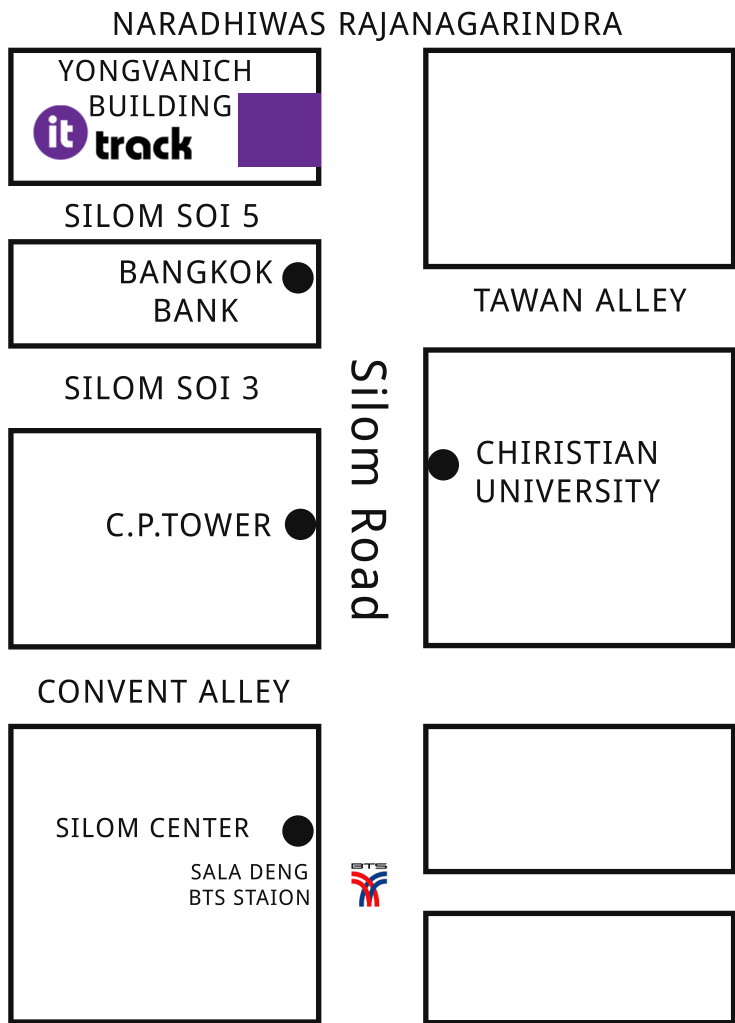 NARADHIWAS RAJANAGARINDRA
YONGVANICH
BUILDING
it track
SILOM SOI 5
BANGKOK
BANK
TAWAN ALLEY
SILOM SOI 3
Silom Road
CHIRISTIAN
UNIVERSITY
C.P.TOWER
CONVENT ALLEY
SILOM CENTER
SALA DENG
BTS STAION
BTS